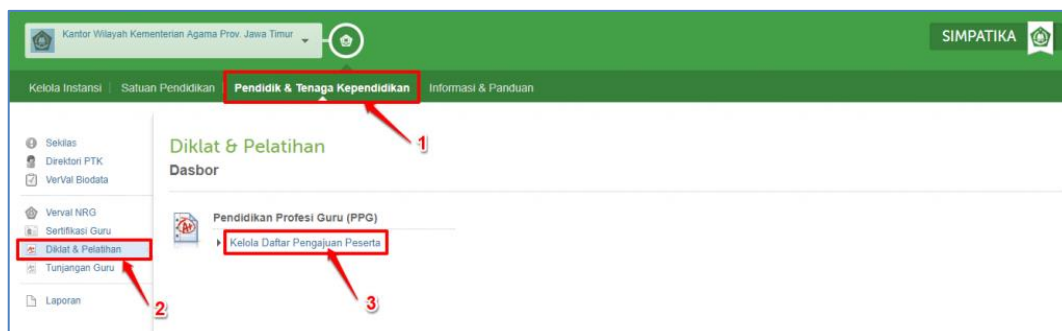 Kantor Wilayah Kementerian Agama Prov. Jawa Timur
SIMPATIKA
Kelola Instansi
Satuan Pendidikan
Pendidik & Tenaga Kependidikan
Informasi & Panduan
1
Sekilas
Direktori PTK
VerVal Biodata
Verval NRG
Sertifikasi Guru
Diklat & Pelatihan
Tunjangan Guru
Laporan
2
Diklat & Pelatihan
Dasbor
Pendidikan Profesi Guru (PPG)
Kelola Daftar Pengajuan Peserta
3